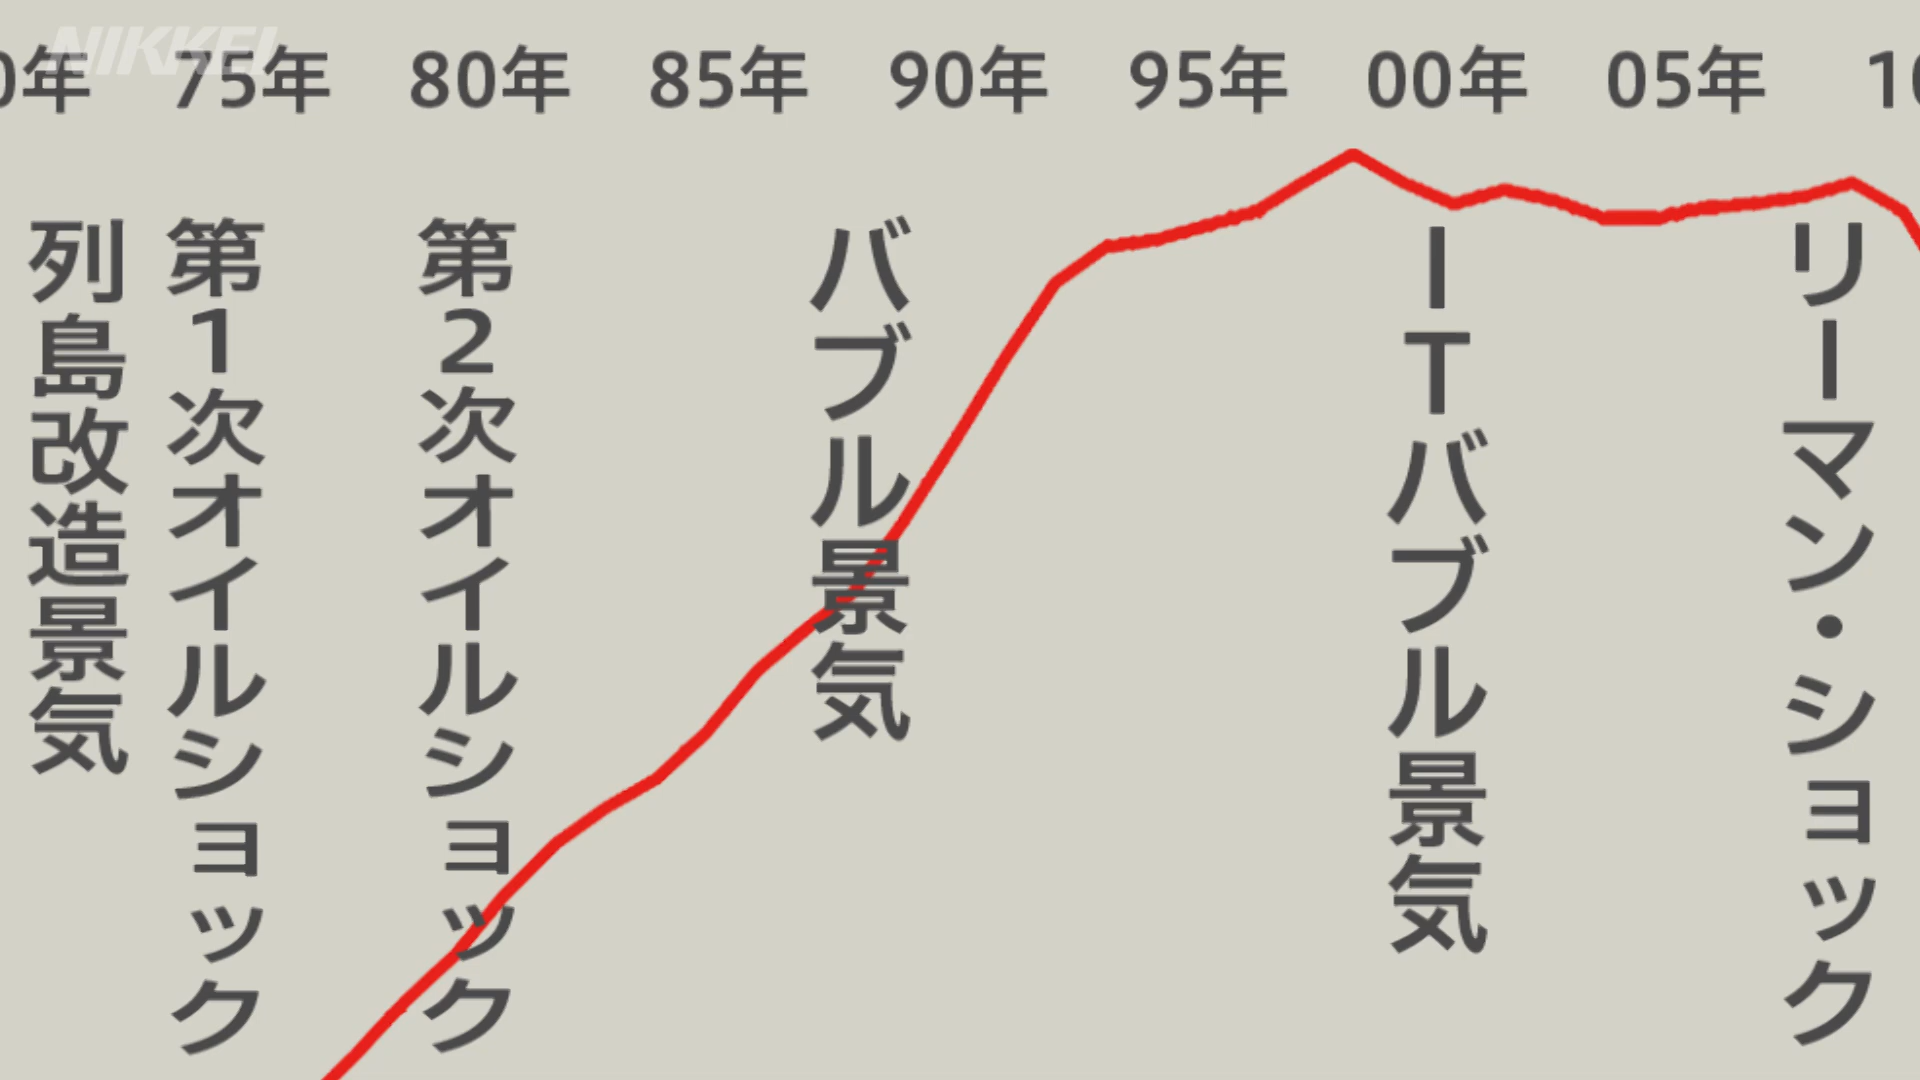 NIKKEI
0年 75年 80年 85年 90年 95年 00年 05年 10
列島改造景気
第1次オイルショック
第2次オイルショック
バブル景気
ITバブル景気
リーマン・ショック